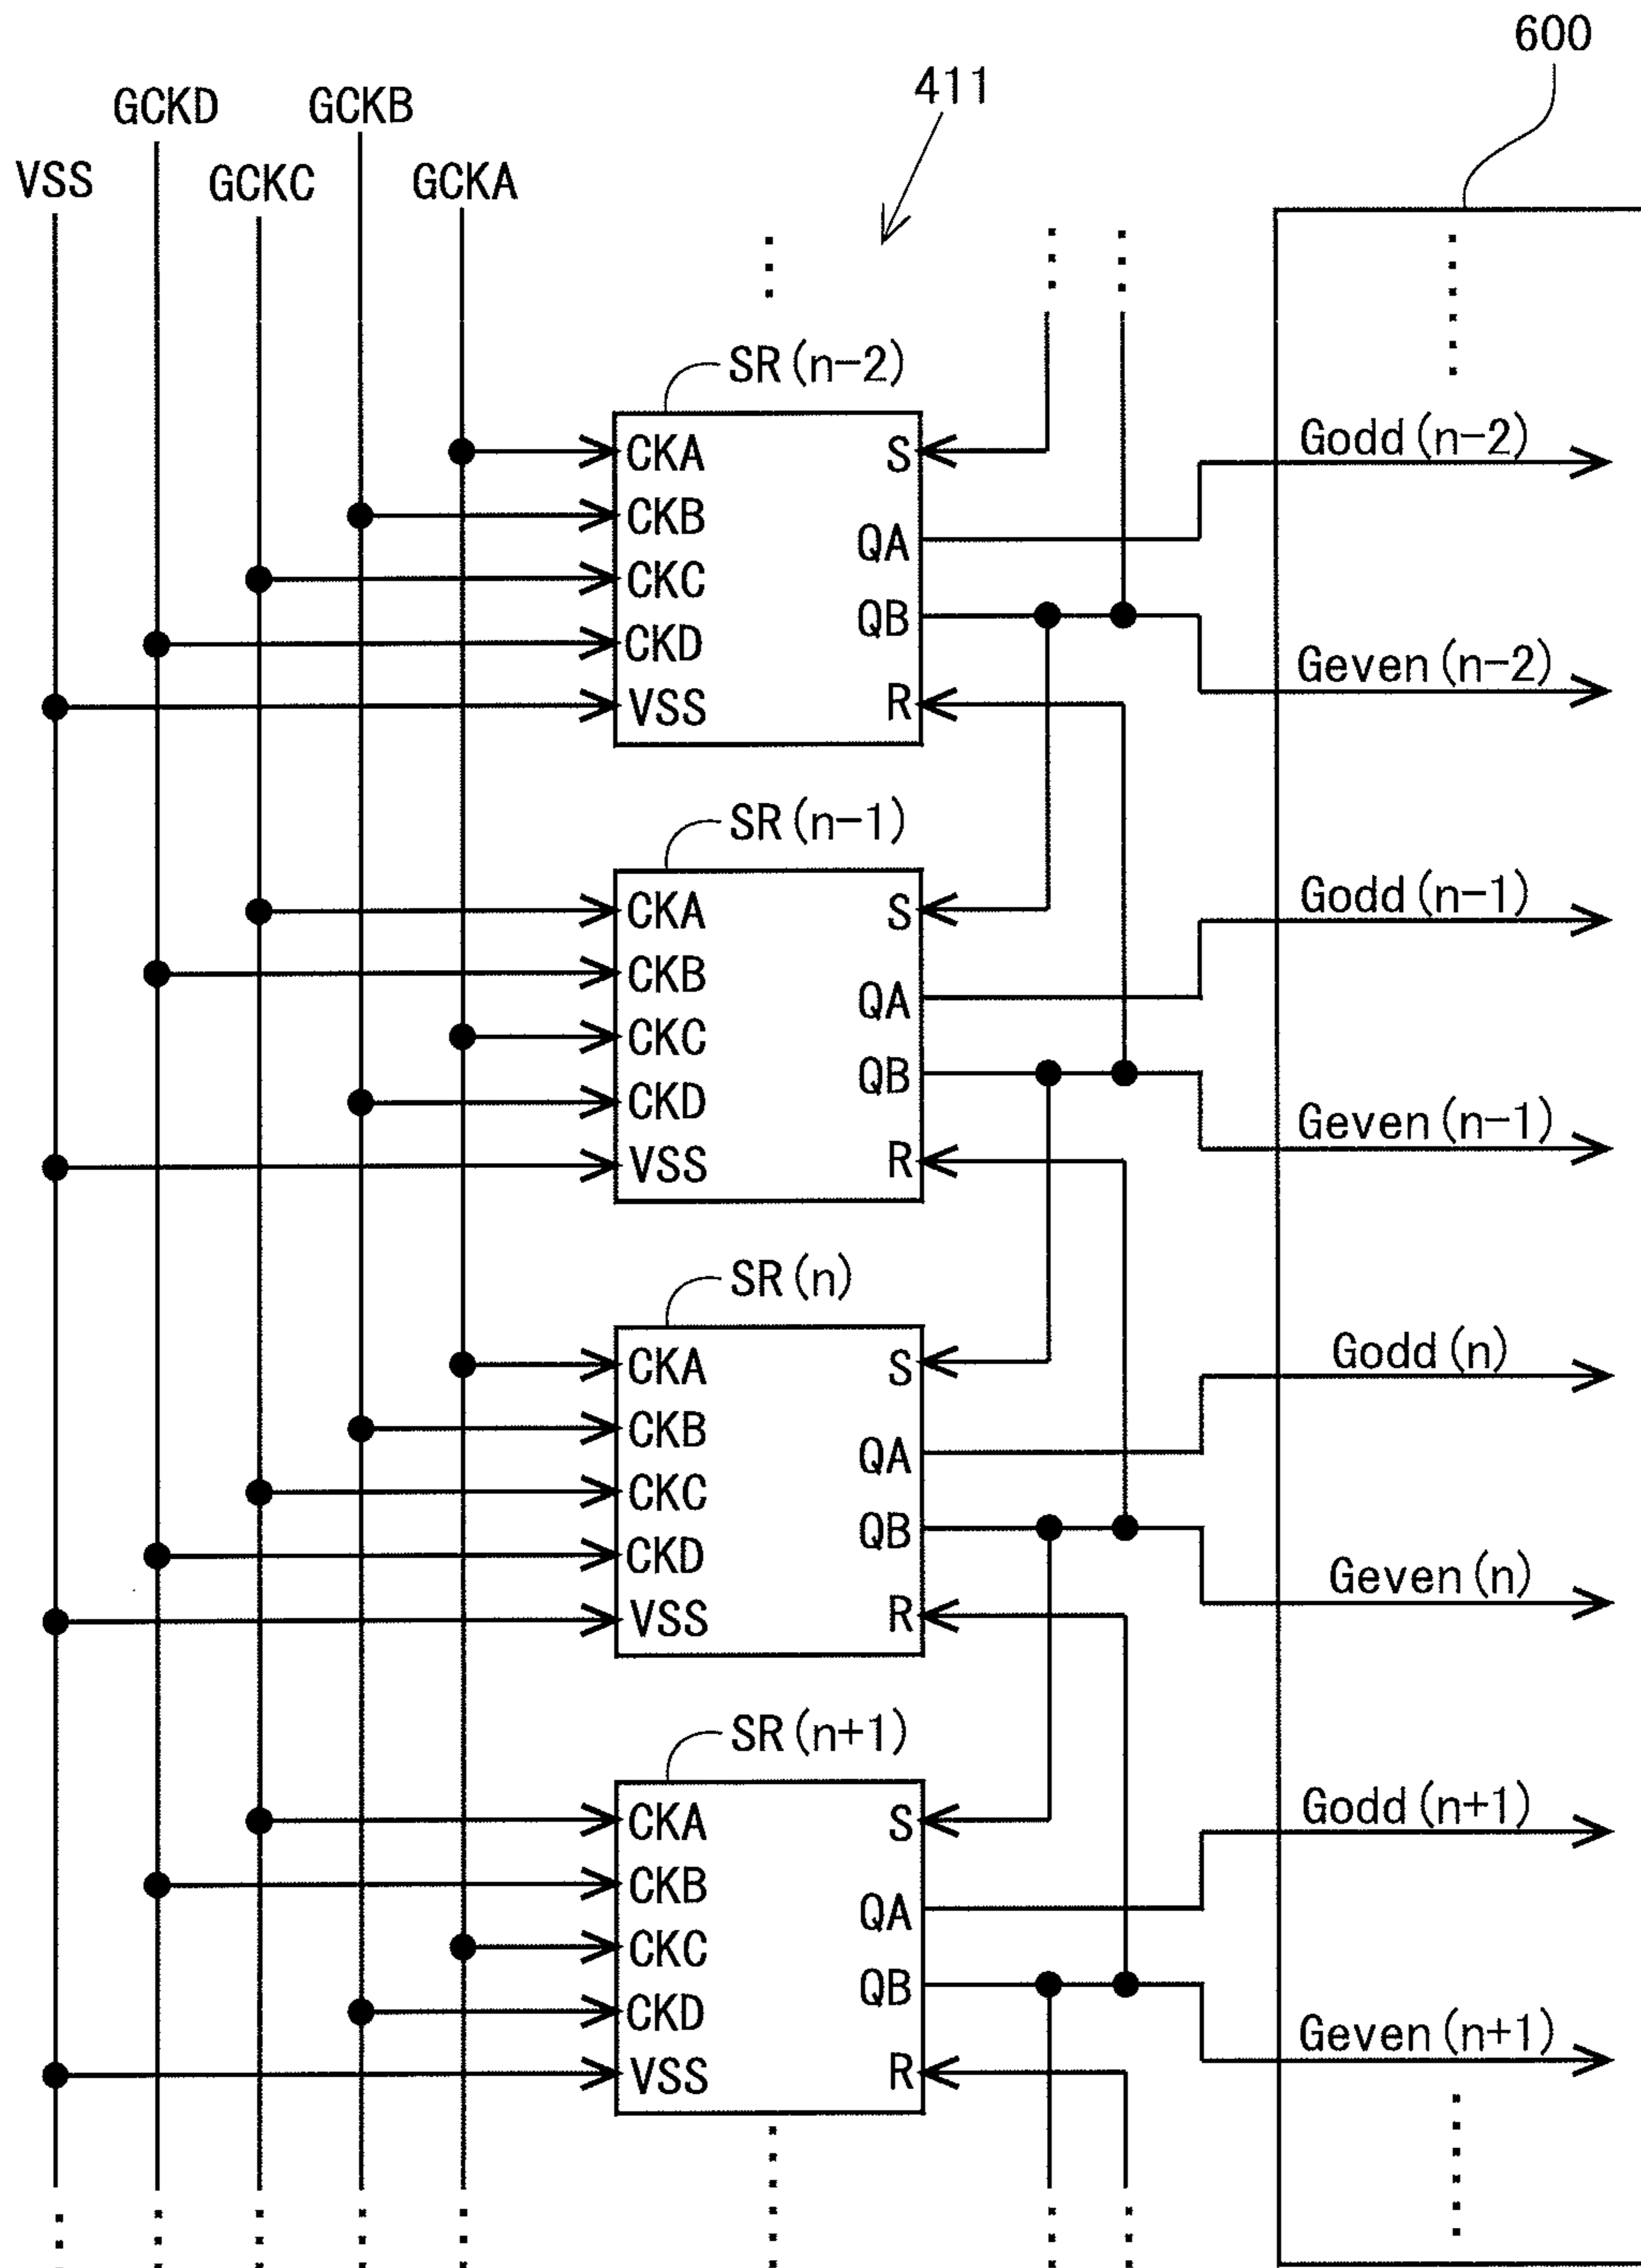 600
411
GCKD
GCKB
VSS
GCKC
GCKA
SR(n-2)
CKA
CKB
CKC
CKD
VSS
S
QA
QB
R
Godd(n-2)
Geven(n-2)
SR(n-1)
CKA
CKB
CKC
CKD
VSS
S
QA
QB
R
Godd(n-1)
Geven(n-1)
SR(n)
CKA
CKB
CKC
CKD
VSS
S
QA
QB
R
Godd(n)
Geven(n)
SR(n+1)
CKA
CKB
CKC
CKD
VSS
S
QA
QB
R
Godd(n+1)
Geven(n+1)